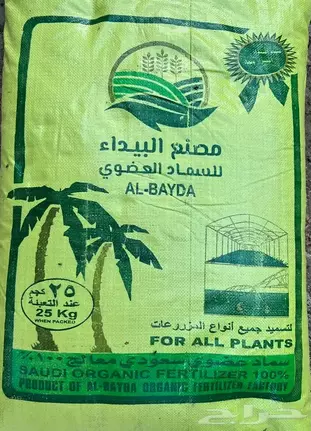 مصنع البيداء
للسماد العضوي
AL-BAYDA
٢٥ كجم
عند التعبئة
25 Kg
WHEN PACKED
لتسميد جميع أنواع المزروعات
FOR ALL PLANTS
سماد عضوي سعودي معالج ١٠٠٪
SAUDI ORGANIC FERTILIZER 100%
PRODUCT OF AL-BAYDA ORGANIC FERTILIZER FACTORY
حراج